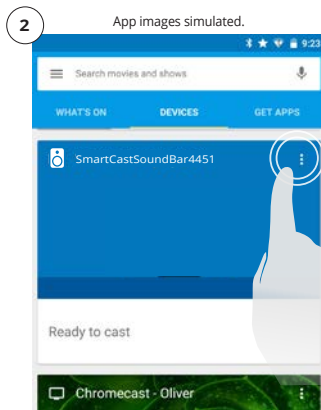 2
App images simulated.
9:23
Search movies and shows
WHAT'S ON DEVICES GET APPS
SmartCastSoundBar4451
Ready to cast
Chromecast - Oliver